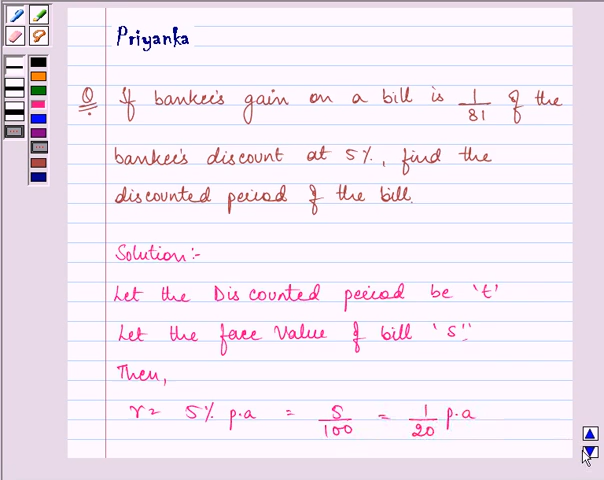 Priyanka
Q If banker's gain on a bill is 1/81 of the
banker's discount at 5%, find the
discounted period of the bill.
Solution:-
Let the Discounted period be 't'
Let the face Value of bill 'S'.
Then,
r= 5% p.a = 5/100 = 1/20 p.a